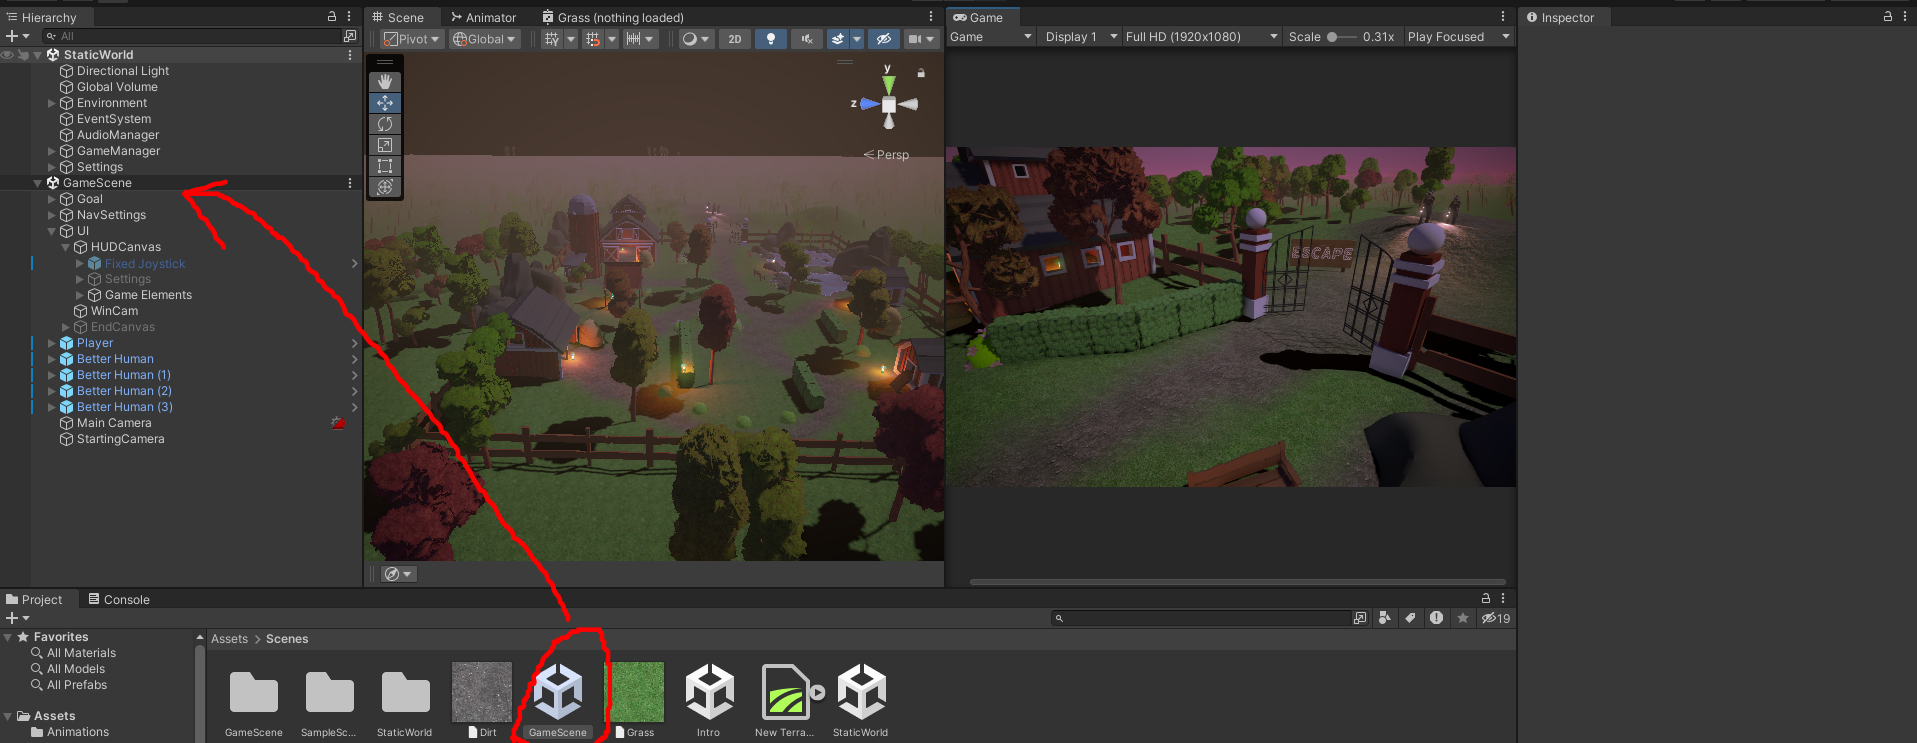 Hierarchy
All
StaticWorld
Directional Light
Global Volume
Environment
EventSystem
AudioManager
GameManager
Settings
GameScene
Goal
NavSettings
UI
HUDCanvas
Fixed Joystick
Settings
Game Elements
WinCam
EndCanvas
Player
Better Human
Better Human (1)
Better Human (2)
Better Human (3)
Main Camera
StartingCamera
Scene Animator Grass (nothing loaded)
Pivot Global 2D
y
z
Persp
Game
Game Display 1 Full HD (1920x1080) Scale 0.31x Play Focused
ESCAPE
Inspector
Project Console
19
Favorites
All Materials
All Models
All Prefabs
Assets
Animations
Assets > Scenes
GameScene SampleSc... StaticWorld Dirt GameScene Grass Intro New Terra... StaticWorld